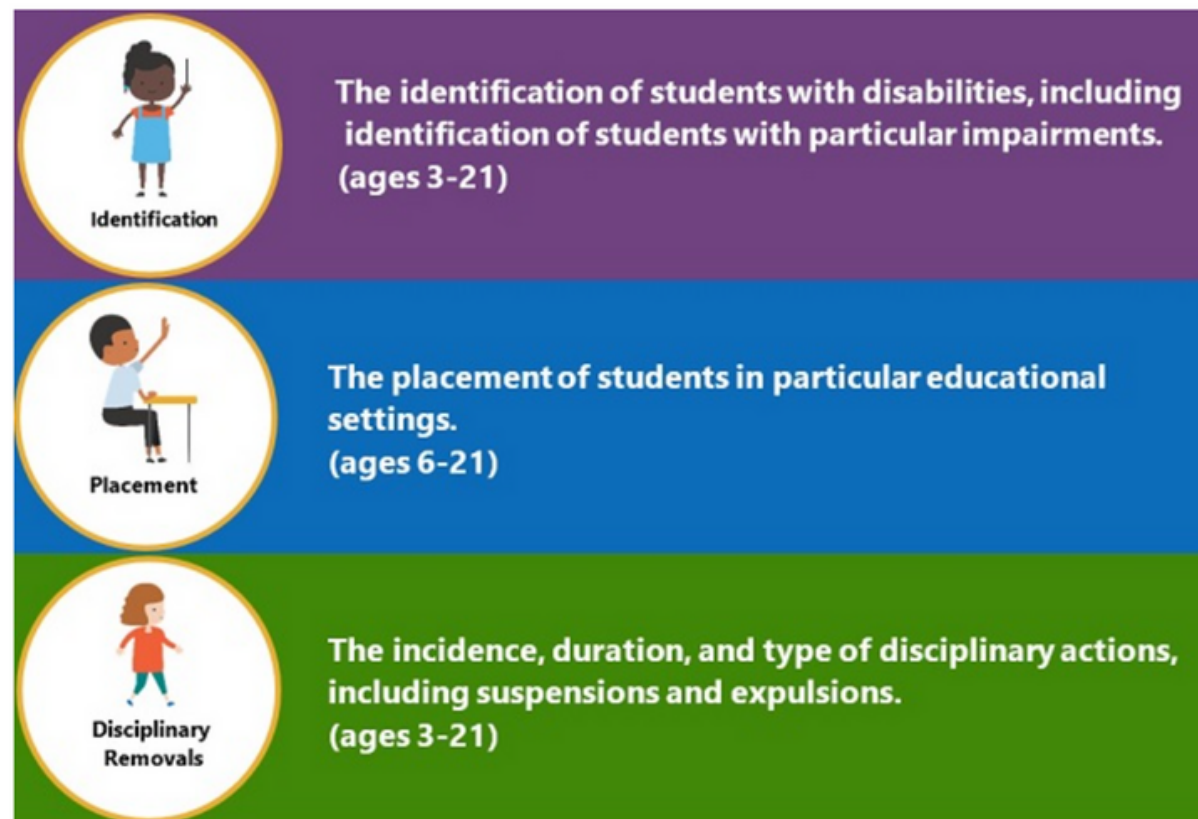 Identification
The identification of students with disabilities, including
identification of students with particular impairments.
(ages 3-21)
Placement
The placement of students in particular educational
settings.
(ages 6-21)
Disciplinary
Removals
The incidence, duration, and type of disciplinary actions,
including suspensions and expulsions.
(ages 3-21)